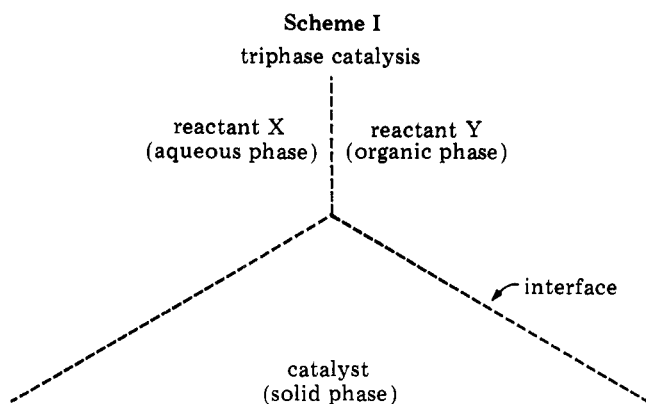 Scheme I
triphase catalysis
reactant X
(aqueous phase)
reactant Y
(organic phase)
interface
catalyst
(solid phase)